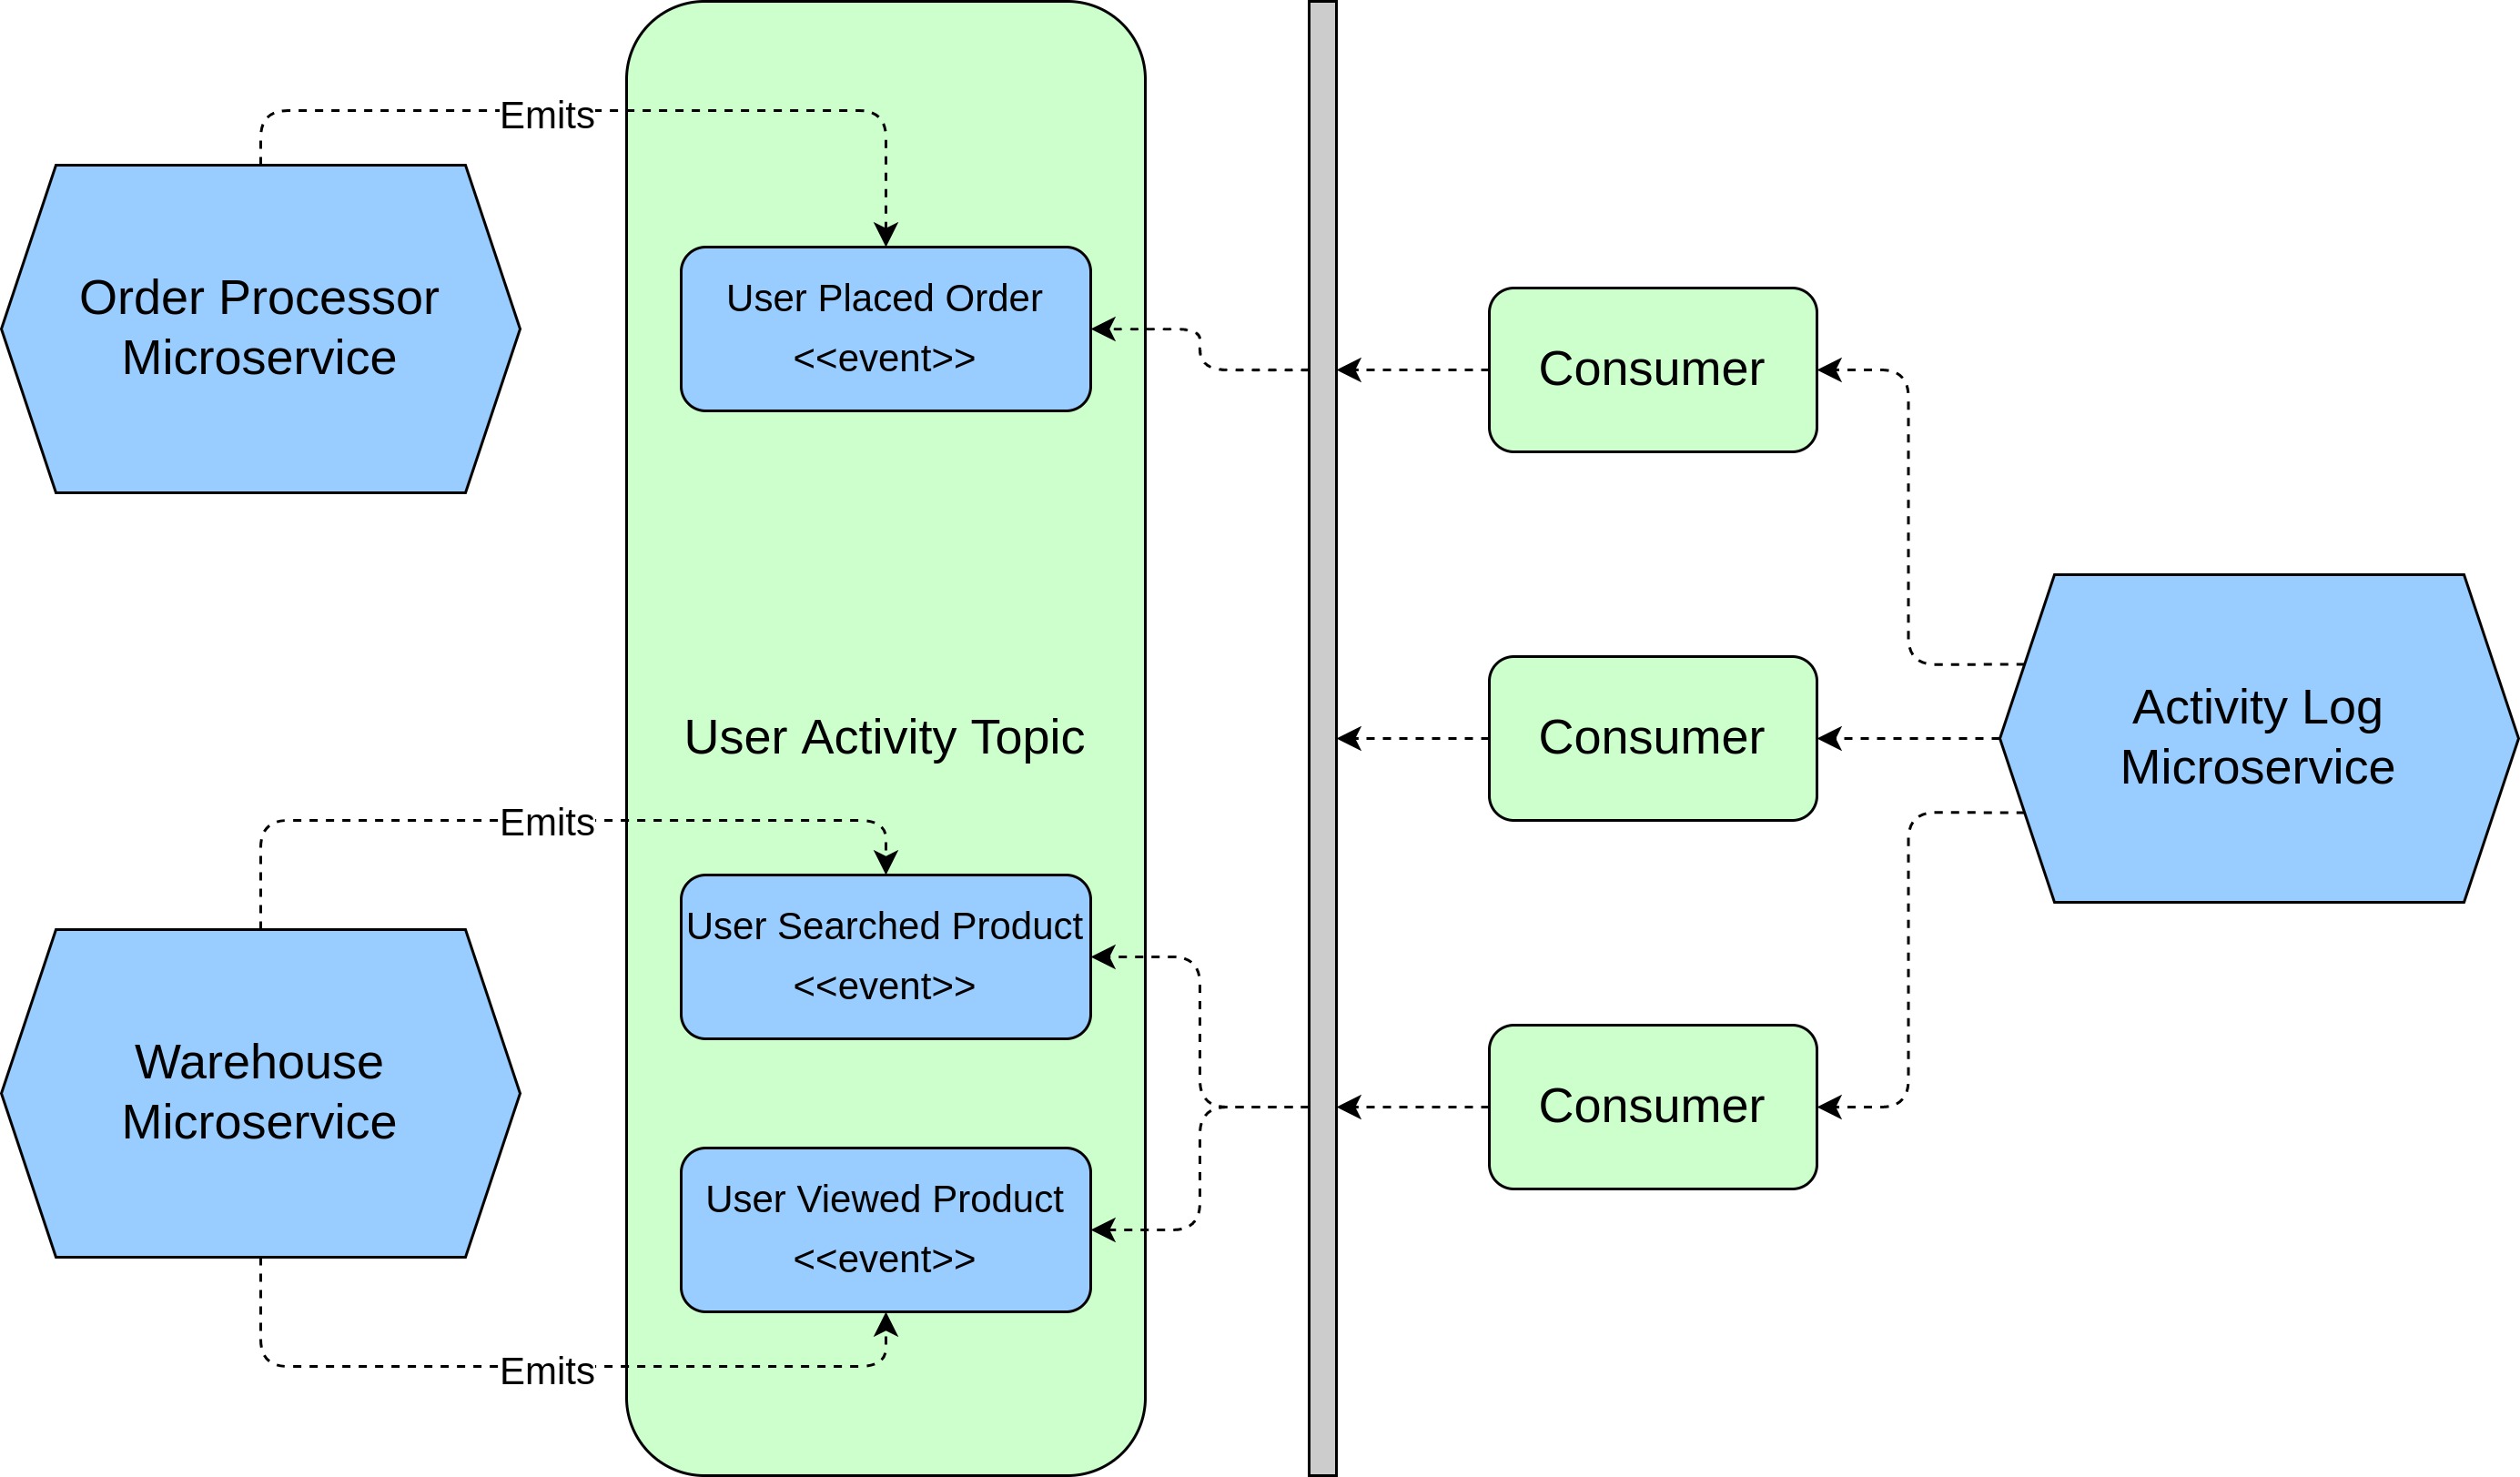 Emits
Order Processor
Microservice
User Placed Order
<<event>>
Consumer
User Activity Topic
Consumer
Activity Log
Microservice
Emits
User Searched Product
<<event>>
Warehouse
Microservice
Consumer
User Viewed Product
<<event>>
Emits